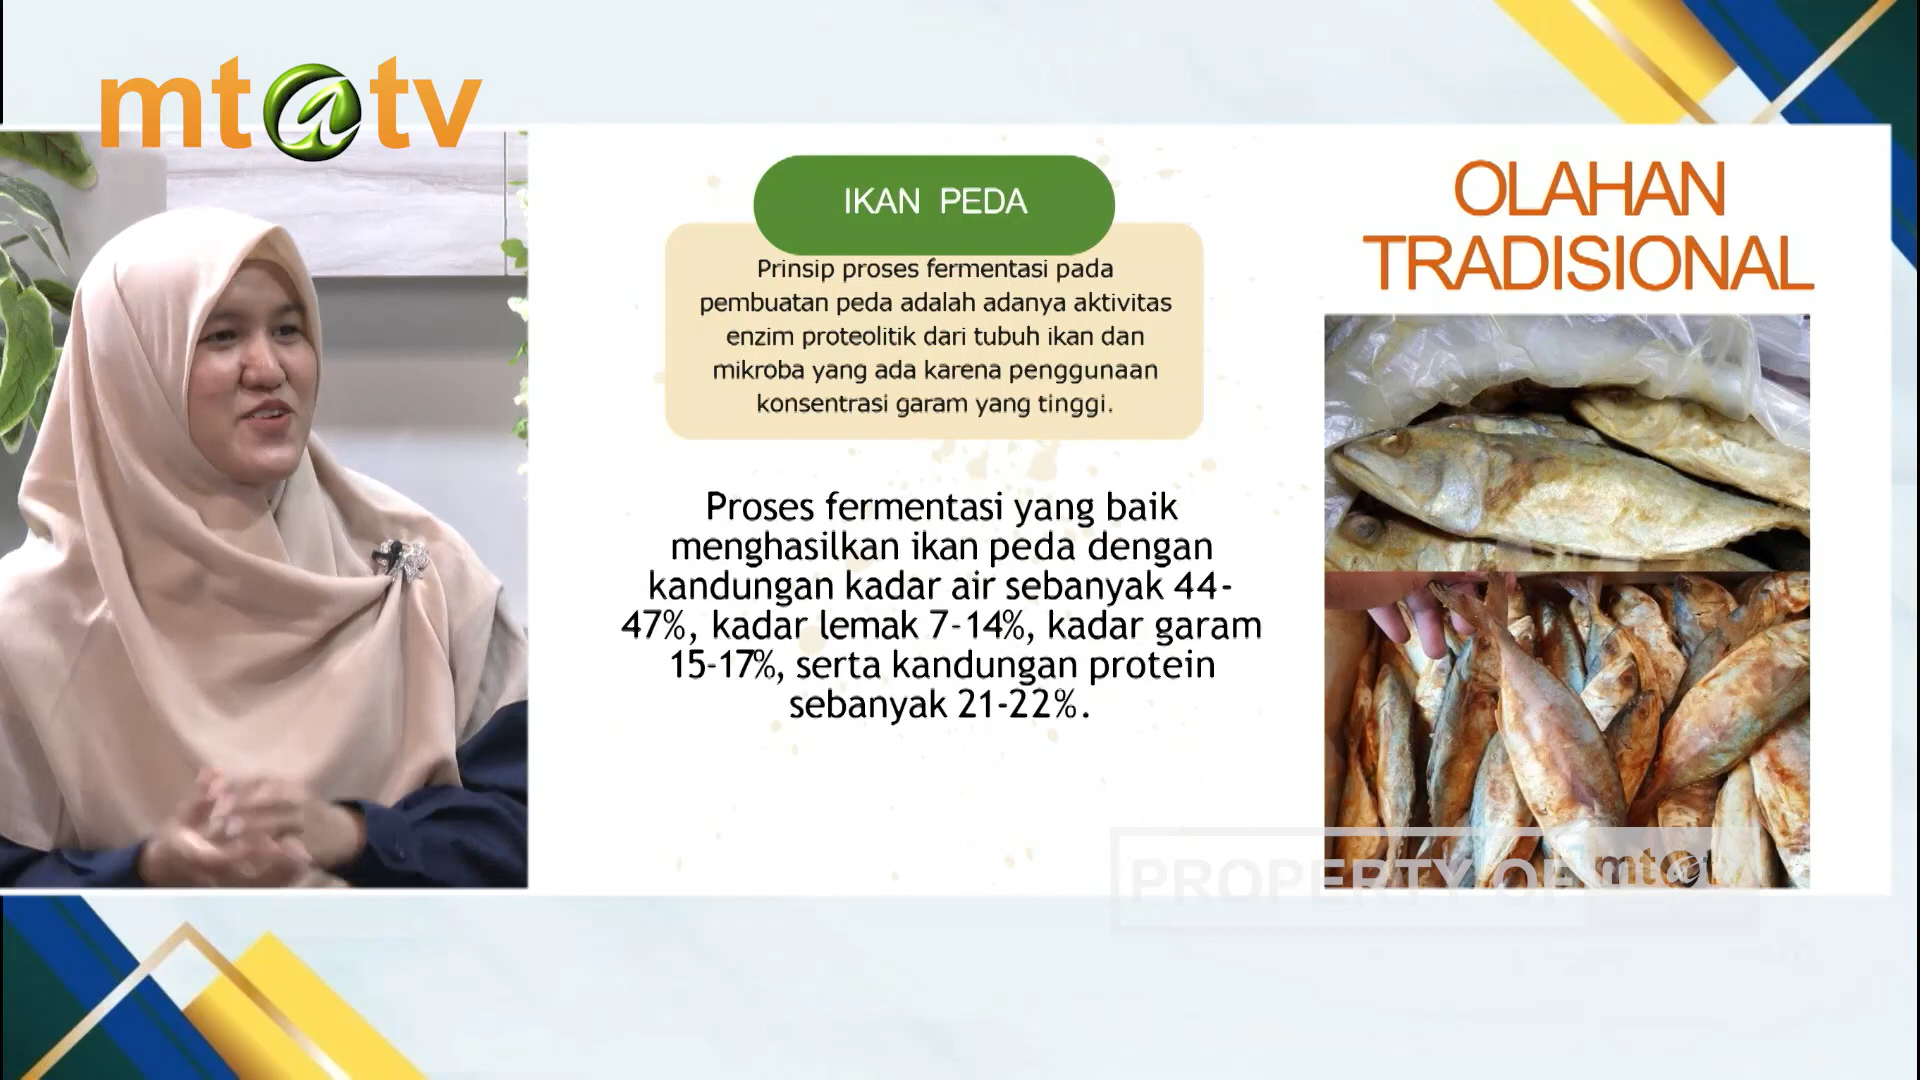 mt@tv
IKAN PEDA
Prinsip proses fermentasi pada
pembuatan peda adalah adanya aktivitas
enzim proteolitik dari tubuh ikan dan
mikroba yang ada karena penggunaan
konsentrasi garam yang tinggi.
Proses fermentasi yang baik
menghasilkan ikan peda dengan
kandungan kadar air sebanyak 44-
47%, kadar lemak 7-14%, kadar garam
15-17%, serta kandungan protein
sebanyak 21-22%.
OLAHAN
TRADISIONAL
PROPERTY OF mt@tv